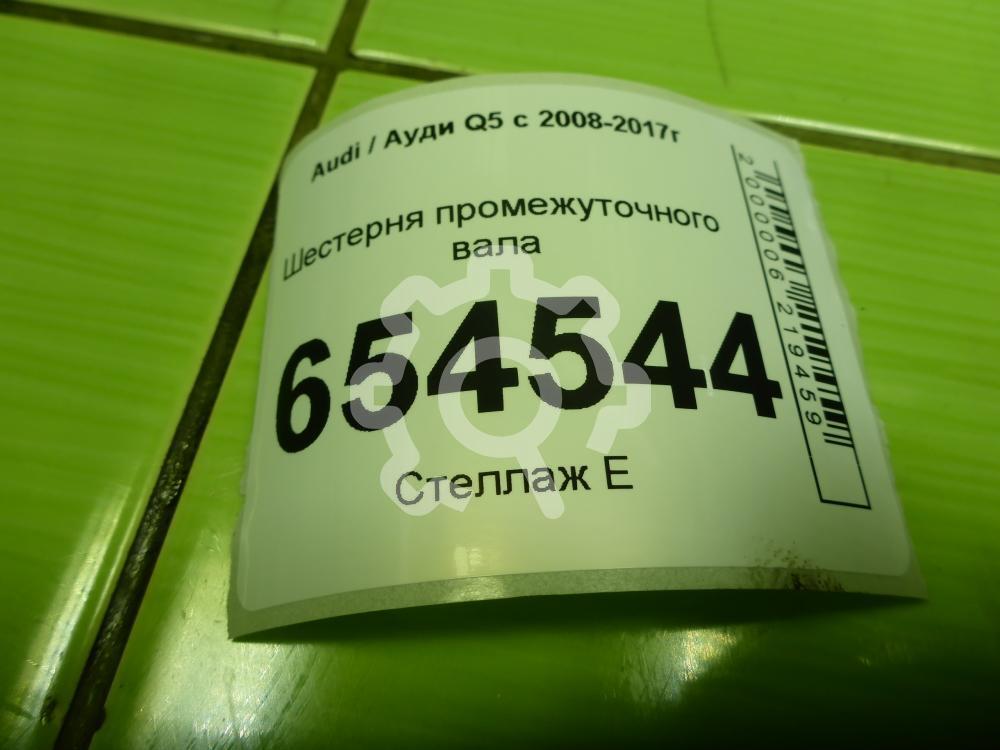 Audi / Ауди Q5 с 2008-2017г
Шестерня промежуточного
вала
654544
Стеллаж Е
2000006219459